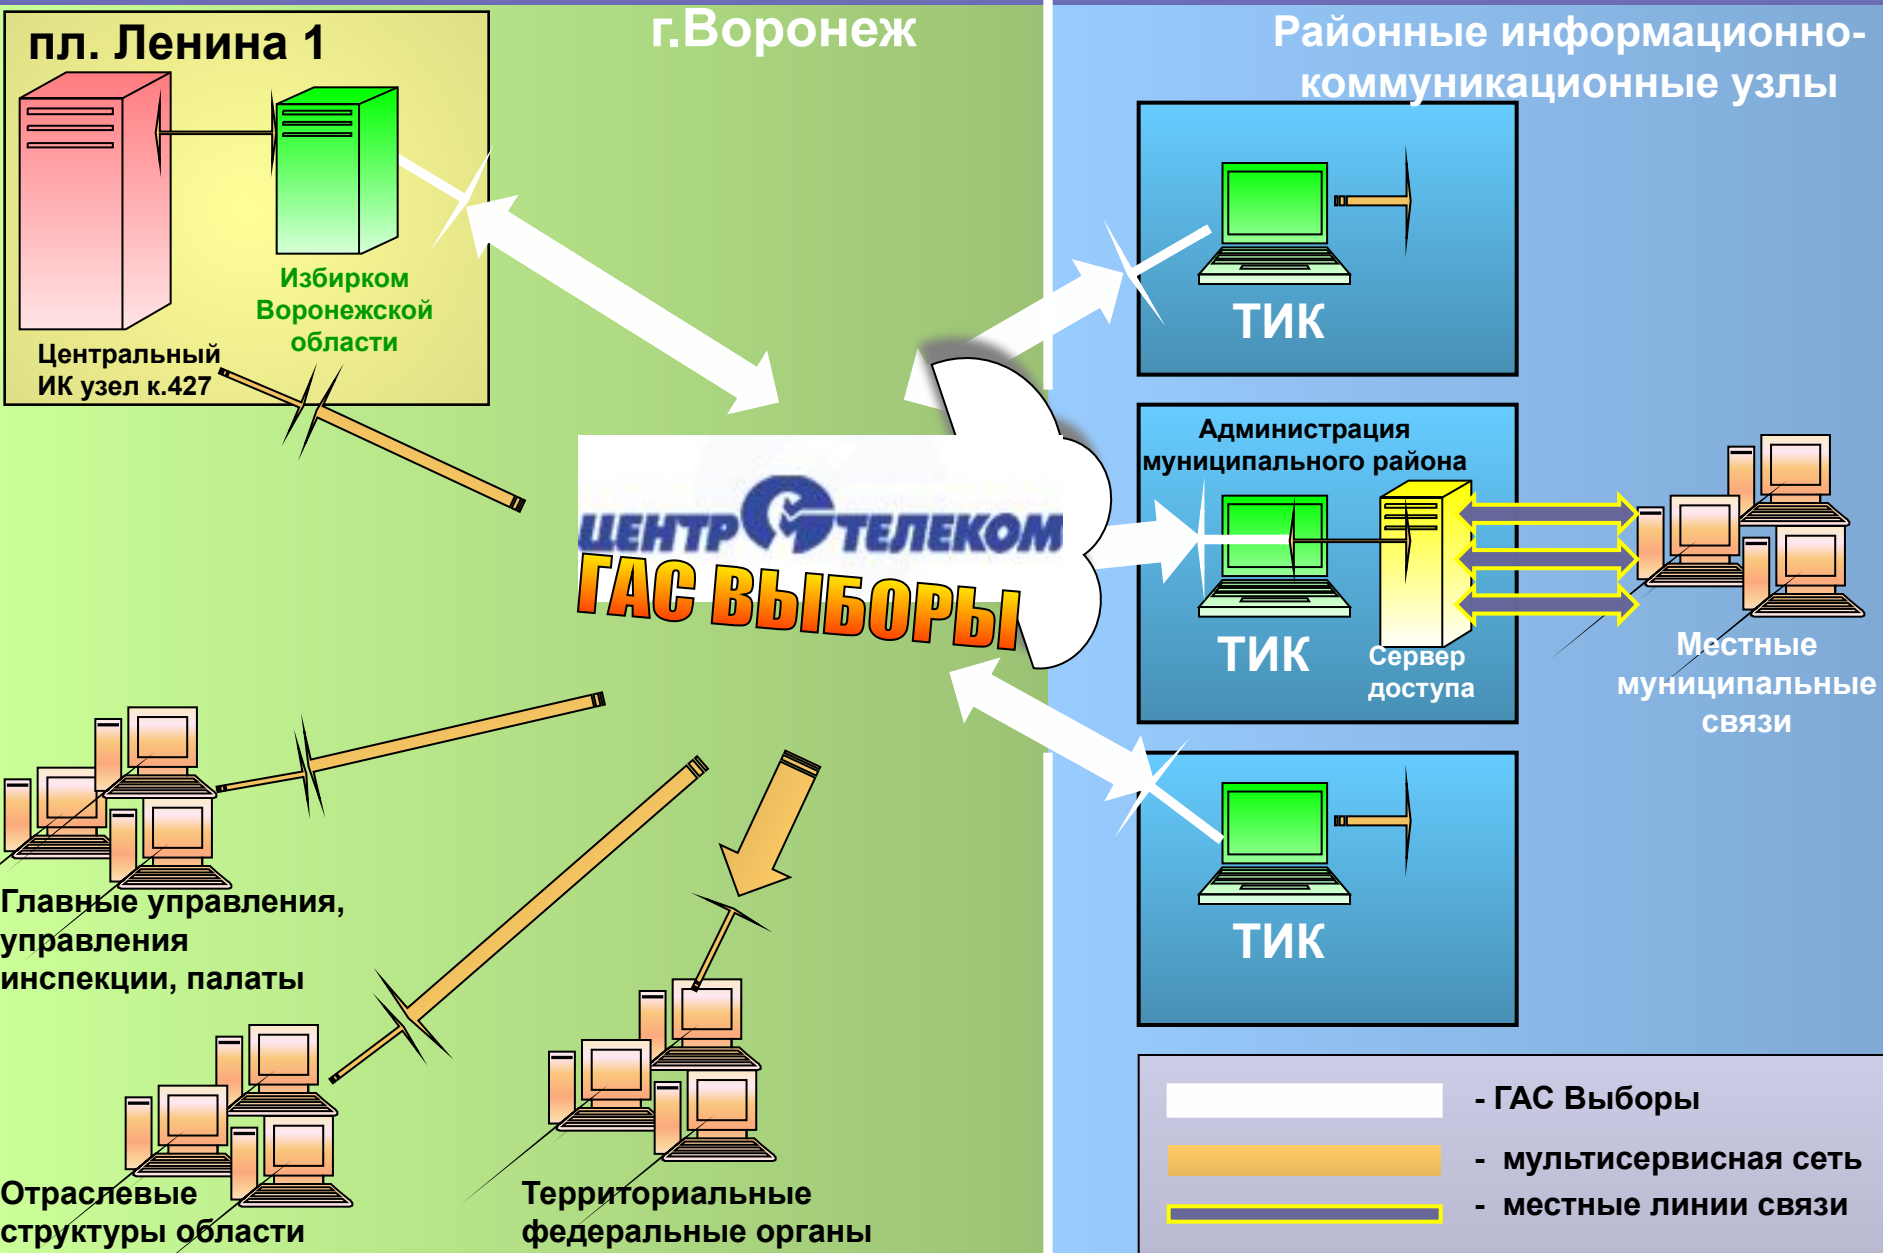 г.Воронеж
Районные информационно-
коммуникационные узлы
пл. Ленина 1
Избирком
Воронежской
области
Центральный
ИК узел к.427
ТИК
ЦЕНТР ТЕЛЕКОМ
ГАС ВЫБОРЫ
Администрация
муниципального района
ТИК
Сервер
доступа
Местные
муниципальные
связи
ТИК
Главные управления,
управления
инспекции, палаты
Отраслевые
структуры области
Территориальные
федеральные органы
- ГАС Выборы
- мультисервисная сеть
- местные линии связи